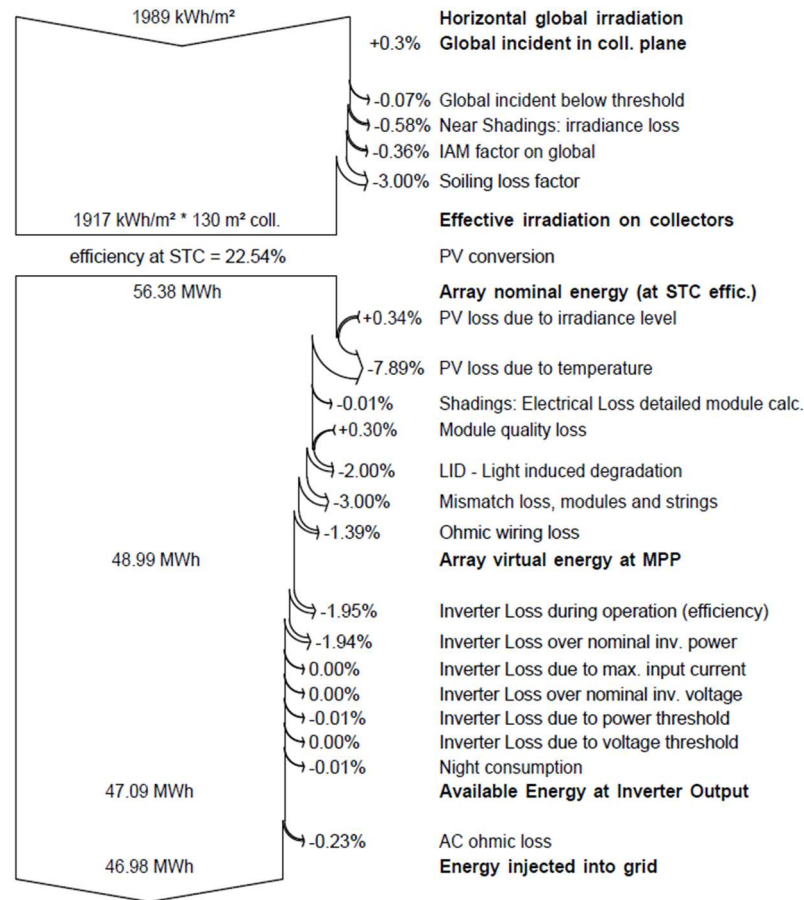 1989 kWh/m² Horizontal global irradiation
+0.3% Global incident in coll. plane
-0.07% Global incident below threshold
-0.58% Near Shadings: irradiance loss
-0.36% IAM factor on global
-3.00% Soiling loss factor
1917 kWh/m² * 130 m² coll. Effective irradiation on collectors
efficiency at STC = 22.54% PV conversion
56.38 MWh Array nominal energy (at STC effic.)
+0.34% PV loss due to irradiance level
-7.89% PV loss due to temperature
-0.01% Shadings: Electrical Loss detailed module calc.
+0.30% Module quality loss
-2.00% LID - Light induced degradation
-3.00% Mismatch loss, modules and strings
-1.39% Ohmic wiring loss
48.99 MWh Array virtual energy at MPP
-1.95% Inverter Loss during operation (efficiency)
-1.94% Inverter Loss over nominal inv. power
0.00% Inverter Loss due to max. input current
0.00% Inverter Loss over nominal inv. voltage
-0.01% Inverter Loss due to power threshold
0.00% Inverter Loss due to voltage threshold
-0.01% Night consumption
47.09 MWh Available Energy at Inverter Output
-0.23% AC ohmic loss
46.98 MWh Energy injected into grid